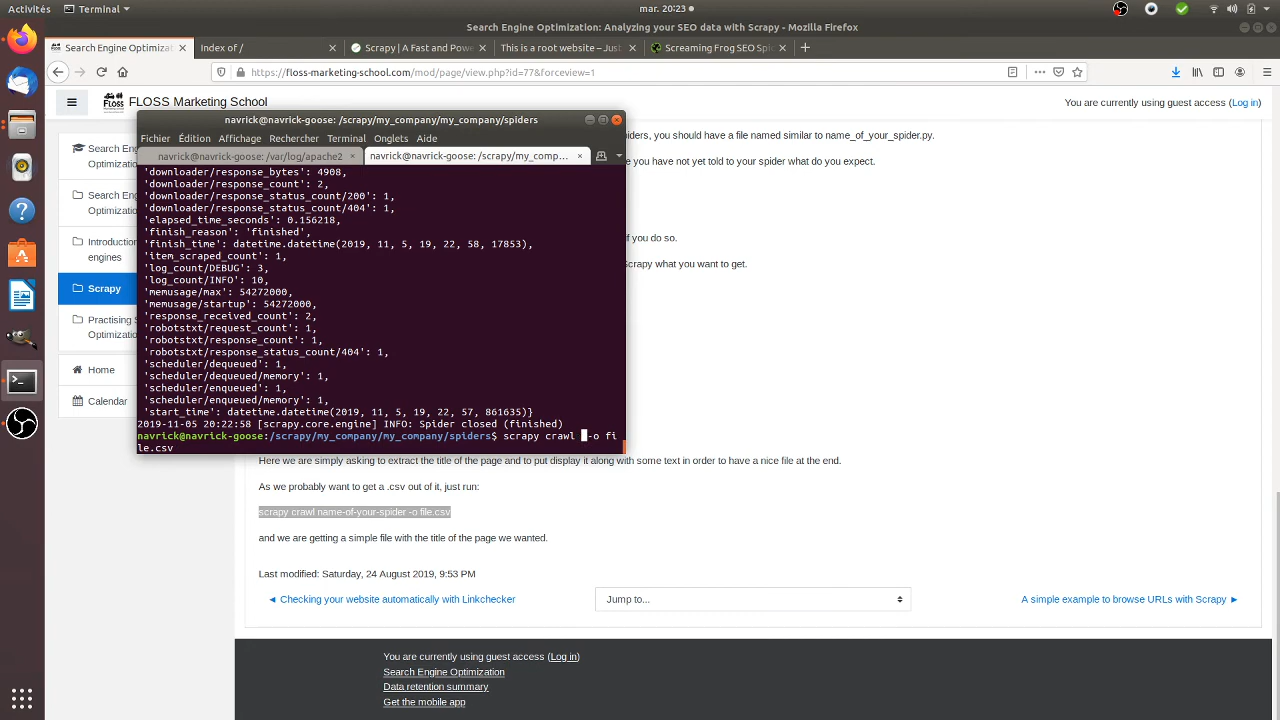 Activités
Terminal
mar. 20:23
Search Engine Optimization: Analyzing your SEO data with Scrapy - Mozilla Firefox
Search Engine Optimizat
Index of /
Scrapy | A Fast and Powe
This is a root website – Just
Screaming Frog SEO Spi
https://floss-marketing-school.com/mod/page/view.php?id=77&forceview=1
Floss
FLOSS Marketing School
You are currently using guest access (Log in)
Search En
Optimizatio
Search Eng
Optimizatio
Introduction
engines
Scrapy
Practising S
Optimizatio
Home
Calendar
navrick@navrick-goose: /scrapy/my_company/my_company/spiders
Fichier Édition Affichage Rechercher Terminal Onglets Aide
navrick@navrick-goose: /var/log/apache2
navrick@navrick-goose: /scrapy/my_comp...
'downloader/response_bytes': 4908,
'downloader/response_count': 2,
'downloader/response_status_count/200': 1,
'downloader/response_status_count/404': 1,
'elapsed_time_seconds': 0.156218,
'finish_reason': 'finished',
'finish_time': datetime.datetime(2019, 11, 5, 19, 22, 58, 17853),
'item_scraped_count': 1,
'log_count/DEBUG': 3,
'log_count/INFO': 10,
'memusage/max': 54272000,
'memusage/startup': 54272000,
'response_received_count': 2,
'robotstxt/request_count': 1,
'robotstxt/response_count': 1,
'robotstxt/response_status_count/404': 1,
'scheduler/dequeued': 1,
'scheduler/dequeued/memory': 1,
'scheduler/enqueued': 1,
'scheduler/enqueued/memory': 1,
'start_time': datetime.datetime(2019, 11, 5, 19, 22, 57, 861635)}
2019-11-05 20:22:58 [scrapy.core.engine] INFO: Spider closed (finished)
navrick@navrick-goose:/scrapy/my_company/my_company/spiders$ scrapy crawl -o fi
le.csv
piders, you should have a file named similar to name_of_your_spider.py.
e you have not yet told to your spider what do you expect.
if you do so.
Scrapy what you want to get.
Here we are simply asking to extract the title of the page and to put display it along with some text in order to have a nice file at the end.
As we probably want to get a .csv out of it, just run:
scrapy crawl name-of-your-spider -o file.csv
and we are getting a simple file with the title of the page we wanted.
Last modified: Saturday, 24 August 2019, 9:53 PM
◄ Checking your website automatically with Linkchecker
Jump to...
A simple example to browse URLs with Scrapy ►
You are currently using guest access (Log in)
Search Engine Optimization
Data retention summary
Get the mobile app